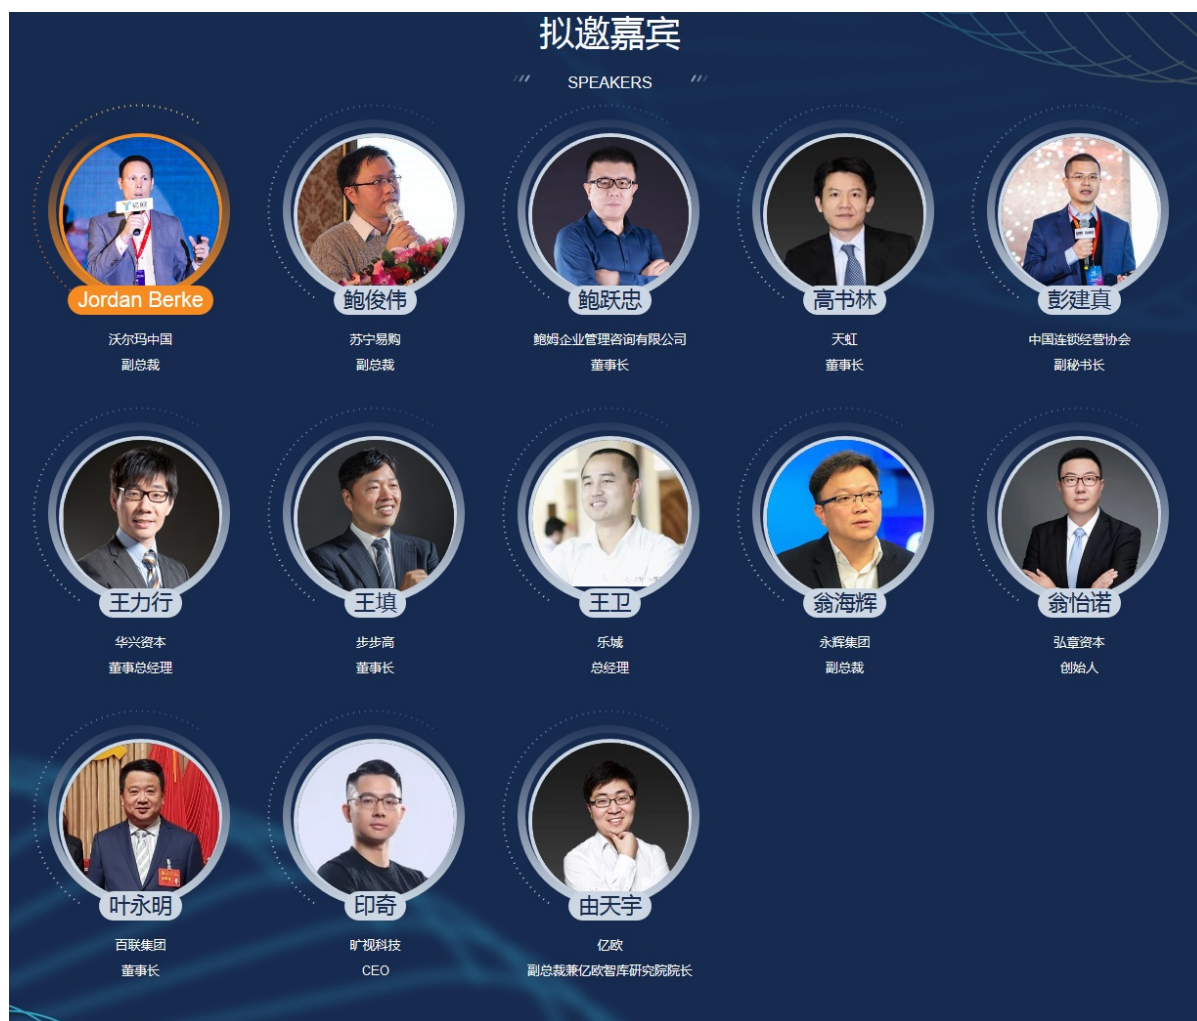 拟邀嘉宾
SPEAKERS
亿欧
Jordan Berke
鲍俊伟
鲍跃忠
高书林
彭建真
沃尔玛中国
苏宁易购
鲍姆企业管理咨询有限公司
天虹
中国连锁经营协会
副总裁
副总裁
董事长
董事长
副秘书长
王力行
王填
王卫
翁海辉
翁怡诺
华兴资本
步步高
乐城
永辉集团
弘章资本
董事总经理
董事长
总经理
副总裁
创始人
叶永明
印奇
由天宇
百联集团
旷视科技
亿欧
董事长
CEO
副总裁兼亿欧智库研究院院长